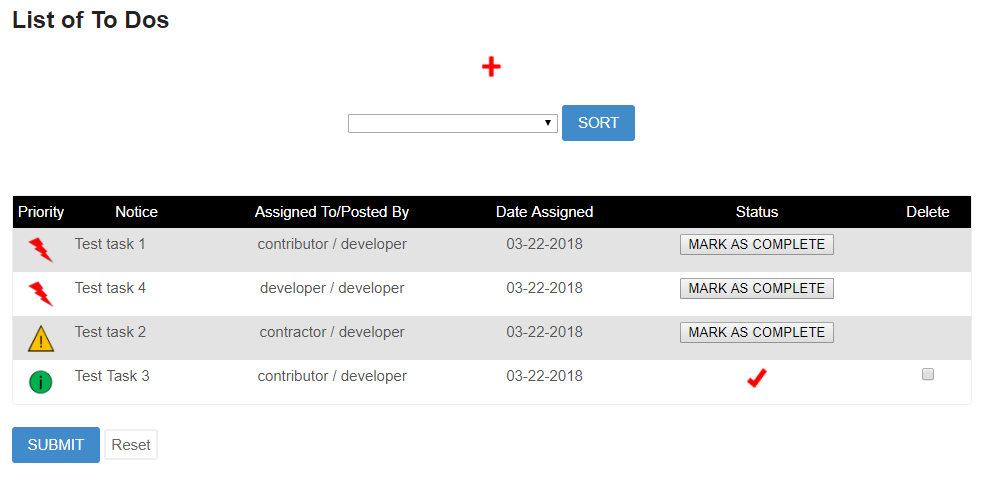 List of To Dos
SORT
Priority Notice Assigned To/Posted By Date Assigned Status Delete
Test task 1 contributor / developer 03-22-2018 MARK AS COMPLETE
Test task 4 developer / developer 03-22-2018 MARK AS COMPLETE
Test task 2 contractor / developer 03-22-2018 MARK AS COMPLETE
Test Task 3 contributor / developer 03-22-2018
SUBMIT Reset